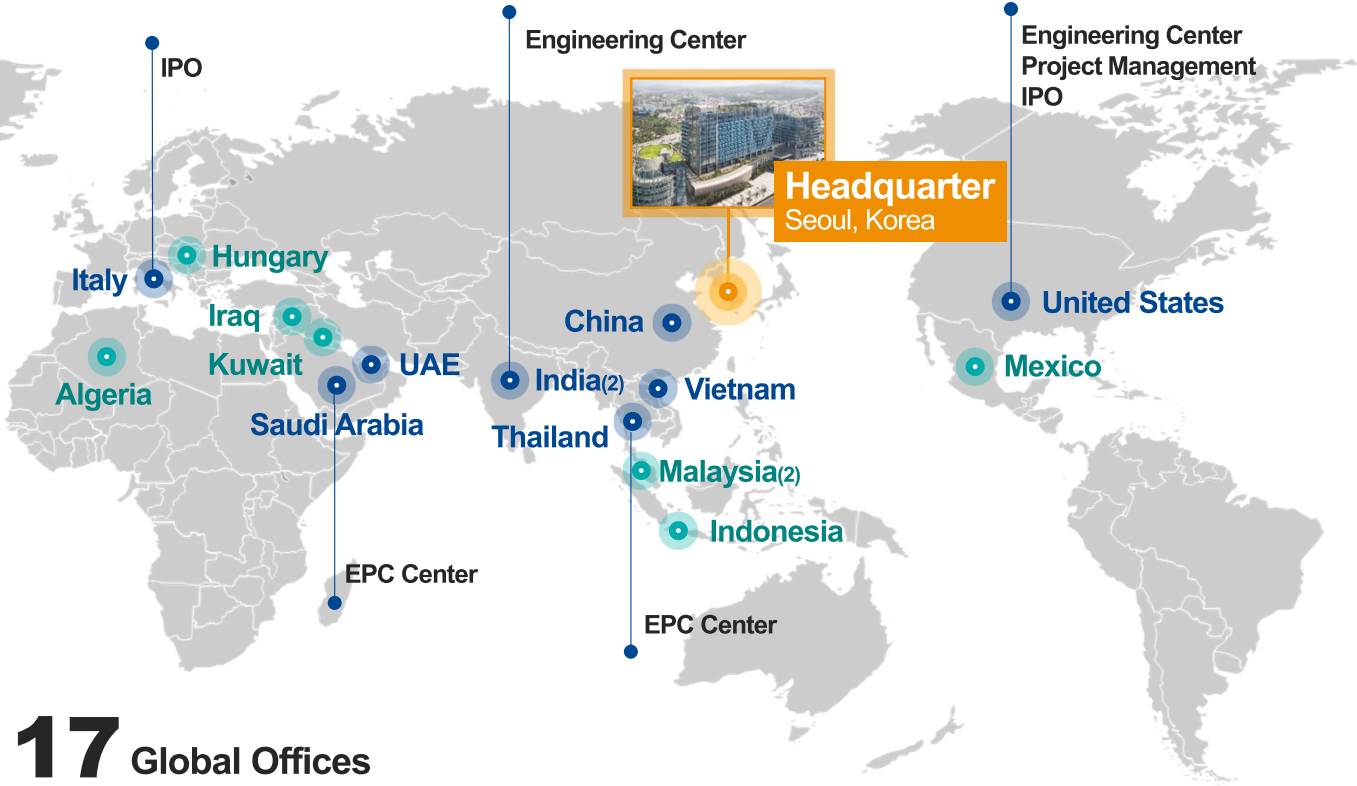 IPO
Engineering Center
Engineering Center
Project Management
IPO
Headquarter
Seoul, Korea
Hungary
Italy
Iraq
Kuwait
UAE
Algeria
Saudi Arabia
China
India(2)
Vietnam
Thailand
Malaysia(2)
Indonesia
United States
Mexico
EPC Center
EPC Center
17 Global Offices